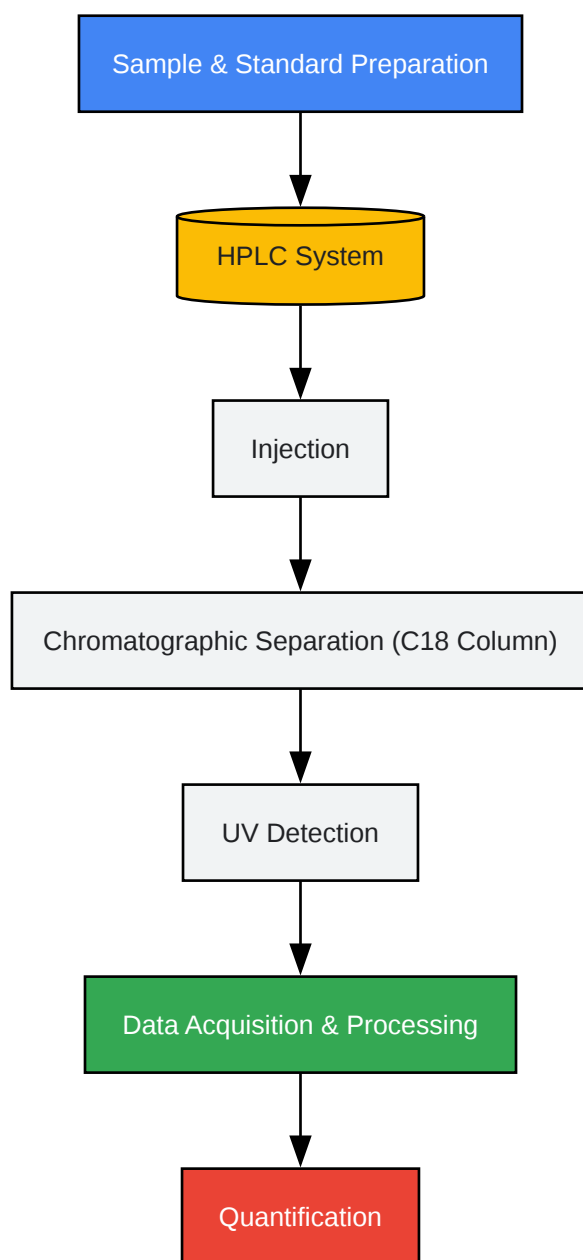 Sample & Standard Preparation
HPLC System
Injection
Chromatographic Separation (C18 Column)
UV Detection
Data Acquisition & Processing
Quantification